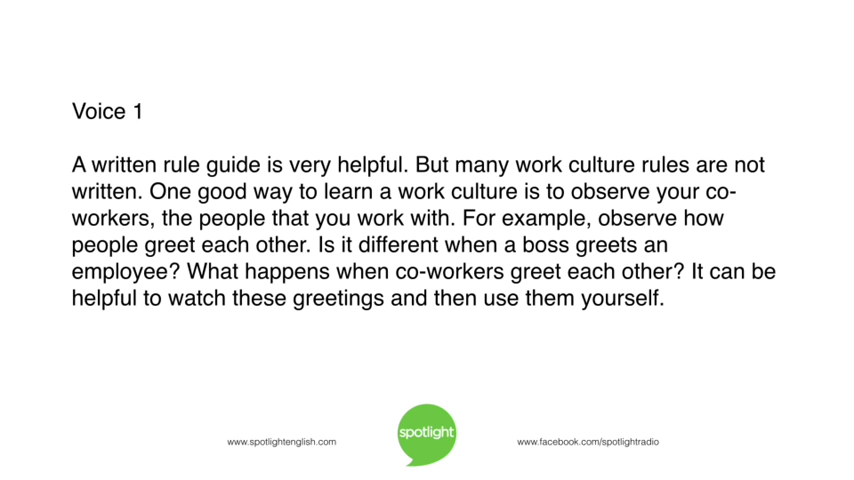 Voice 1
A written rule guide is very helpful. But many work culture rules are not
written. One good way to learn a work culture is to observe your co-
workers, the people that you work with. For example, observe how
people greet each other. Is it different when a boss greets an
employee? What happens when co-workers greet each other? It can be
helpful to watch these greetings and then use them yourself.
www.spotlightenglish.com
spotlight
www.facebook.com/spotlightradio